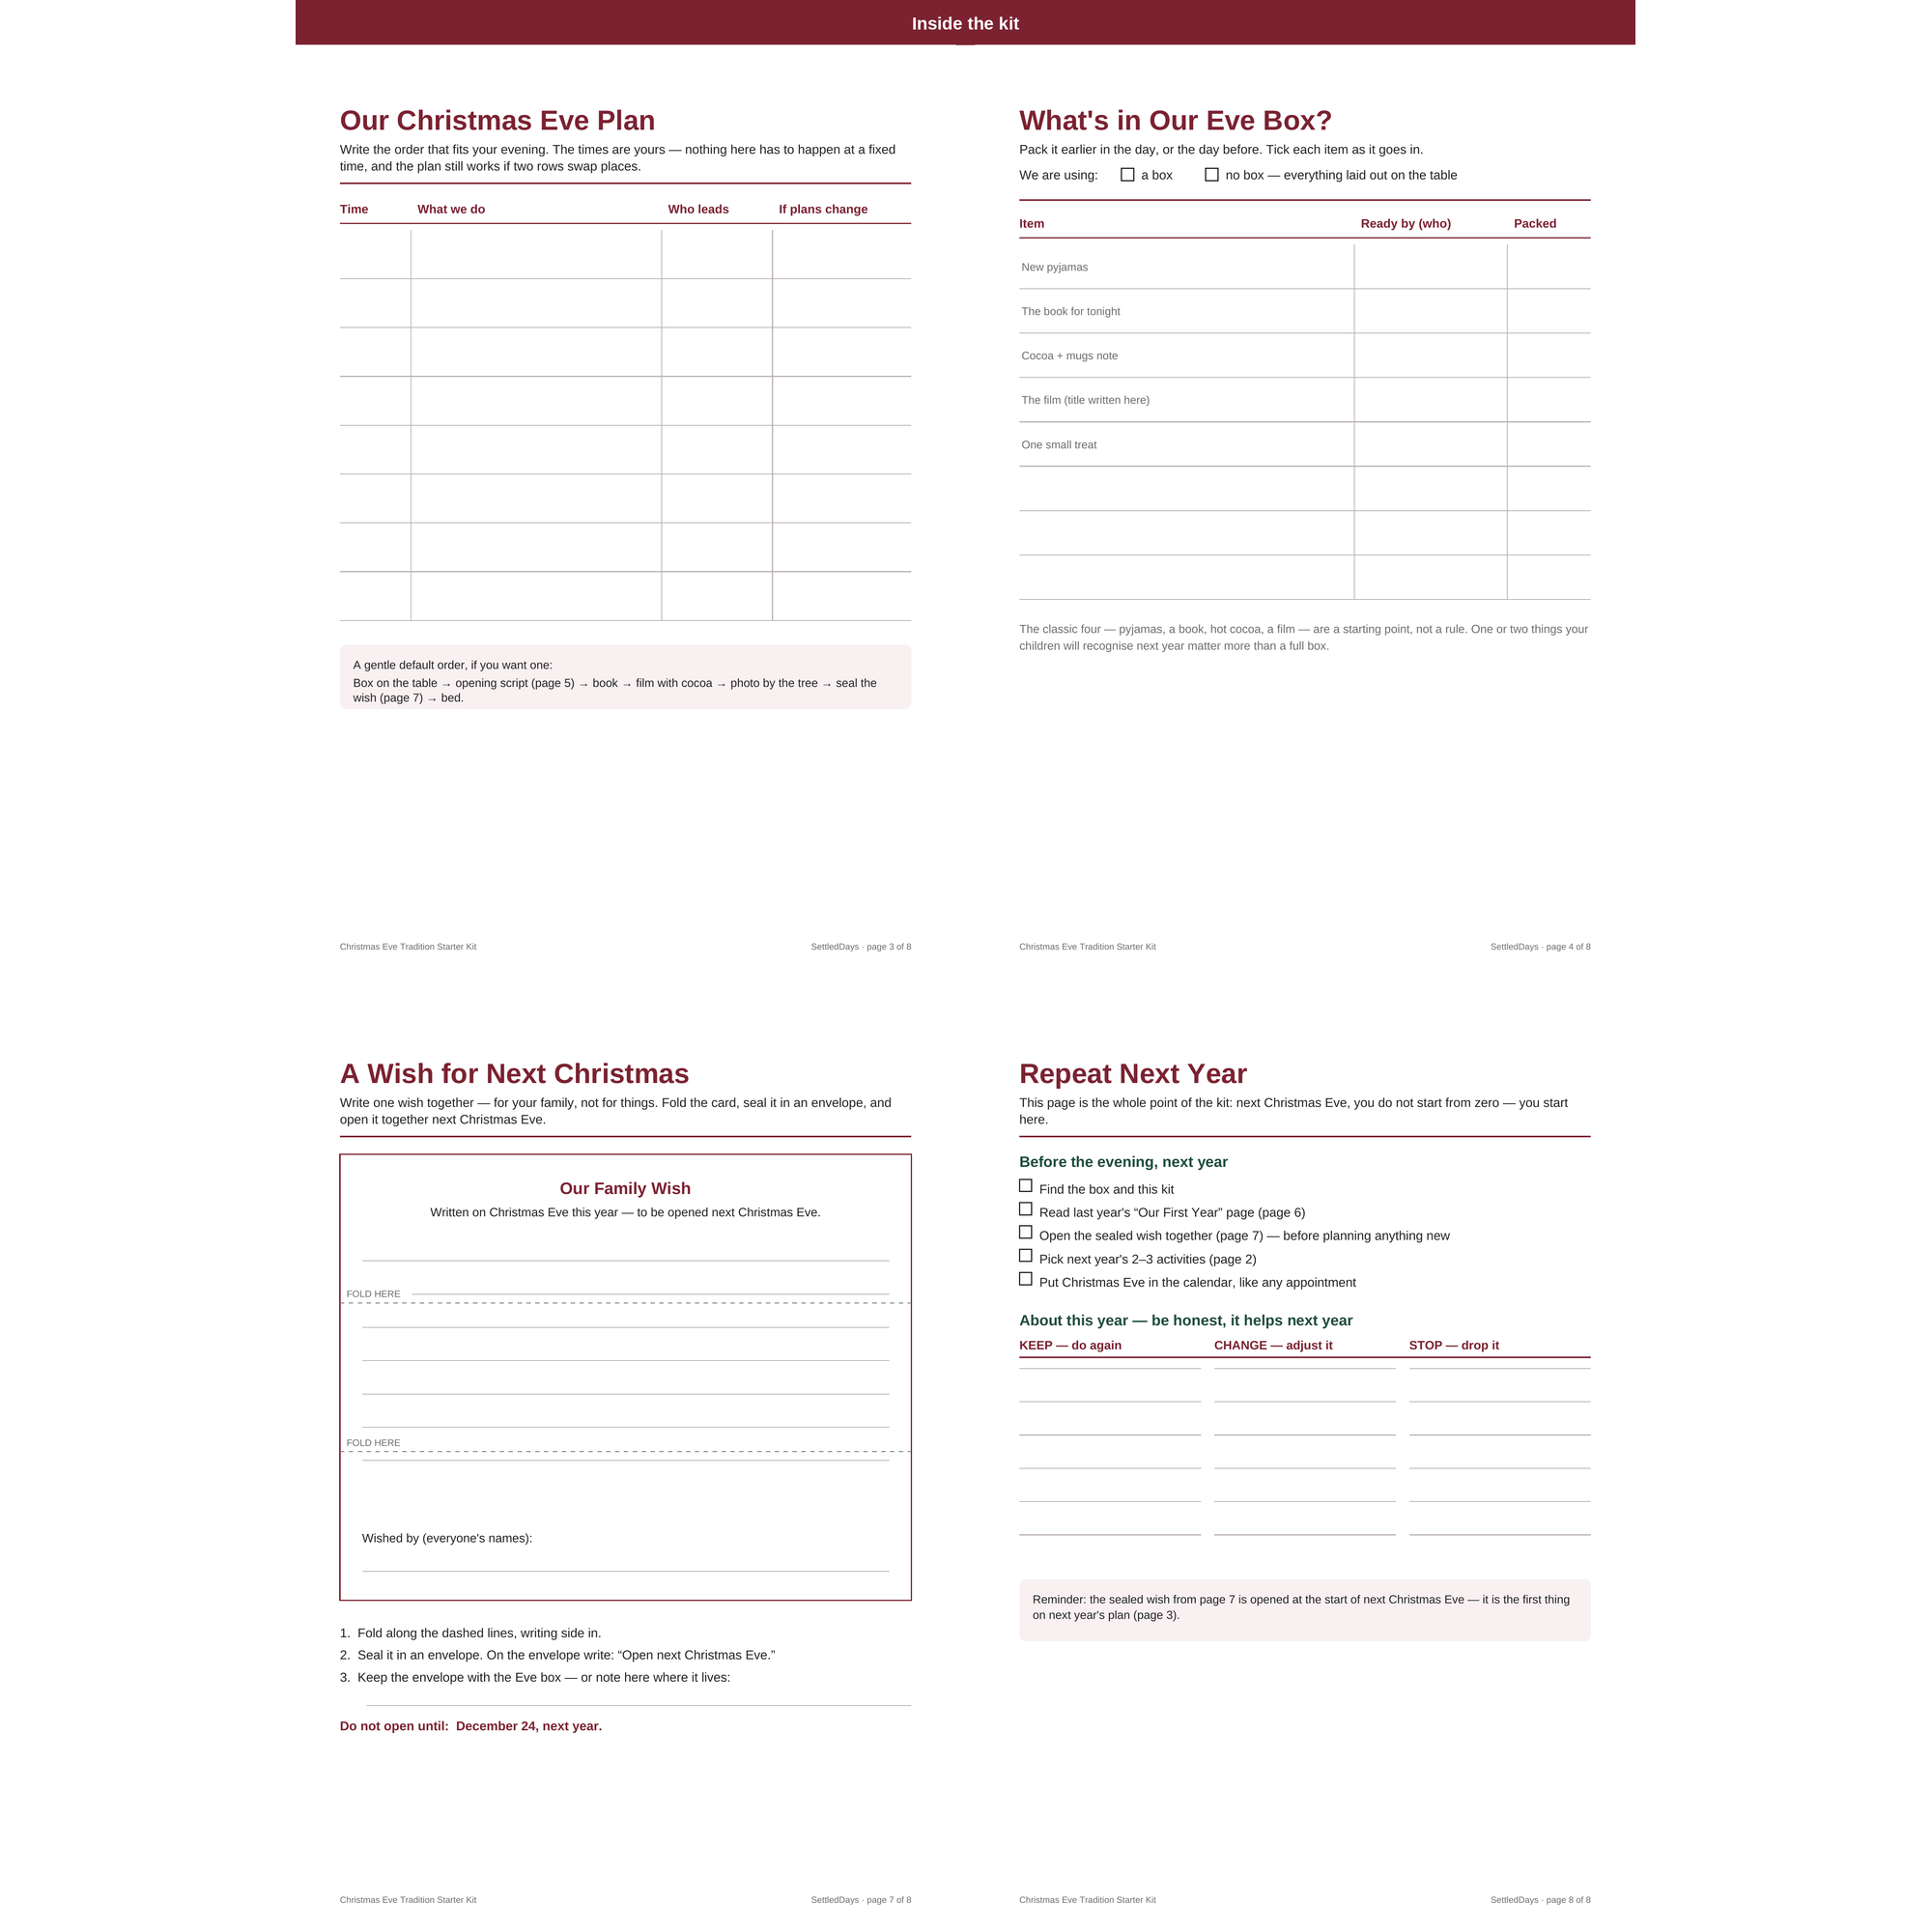 Inside the kit
Our Christmas Eve Plan
Write the order that fits your evening. The times are yours — nothing here has to happen at a fixed
time, and the plan still works if two rows swap places.
Time What we do Who leads If plans change
A gentle default order, if you want one:
Box on the table → opening script (page 5) → book → film with cocoa → photo by the tree → seal the
wish (page 7) → bed.
Christmas Eve Tradition Starter Kit SettledDays · page 3 of 8
What's in Our Eve Box?
Pack it earlier in the day, or the day before. Tick each item as it goes in.
We are using: a box no box — everything laid out on the table
Item Ready by (who) Packed
New pyjamas
The book for tonight
Cocoa + mugs note
The film (title written here)
One small treat
The classic four — pyjamas, a book, hot cocoa, a film — are a starting point, not a rule. One or two things your
children will recognise next year matter more than a full box.
Christmas Eve Tradition Starter Kit SettledDays · page 4 of 8
A Wish for Next Christmas
Write one wish together — for your family, not for things. Fold the card, seal it in an envelope, and
open it together next Christmas Eve.
Our Family Wish
Written on Christmas Eve this year — to be opened next Christmas Eve.
FOLD HERE
FOLD HERE
Wished by (everyone's names):
1. Fold along the dashed lines, writing side in.
2. Seal it in an envelope. On the envelope write: “Open next Christmas Eve.”
3. Keep the envelope with the Eve box — or note here where it lives:
Do not open until: December 24, next year.
Christmas Eve Tradition Starter Kit SettledDays · page 7 of 8
Repeat Next Year
This page is the whole point of the kit: next Christmas Eve, you do not start from zero — you start
here.
Before the evening, next year
Find the box and this kit
Read last year's “Our First Year” page (page 6)
Open the sealed wish together (page 7) — before planning anything new
Pick next year's 2–3 activities (page 2)
Put Christmas Eve in the calendar, like any appointment
About this year — be honest, it helps next year
KEEP — do again CHANGE — adjust it STOP — drop it
Reminder: the sealed wish from page 7 is opened at the start of next Christmas Eve — it is the first thing
on next year's plan (page 3).
Christmas Eve Tradition Starter Kit SettledDays · page 8 of 8